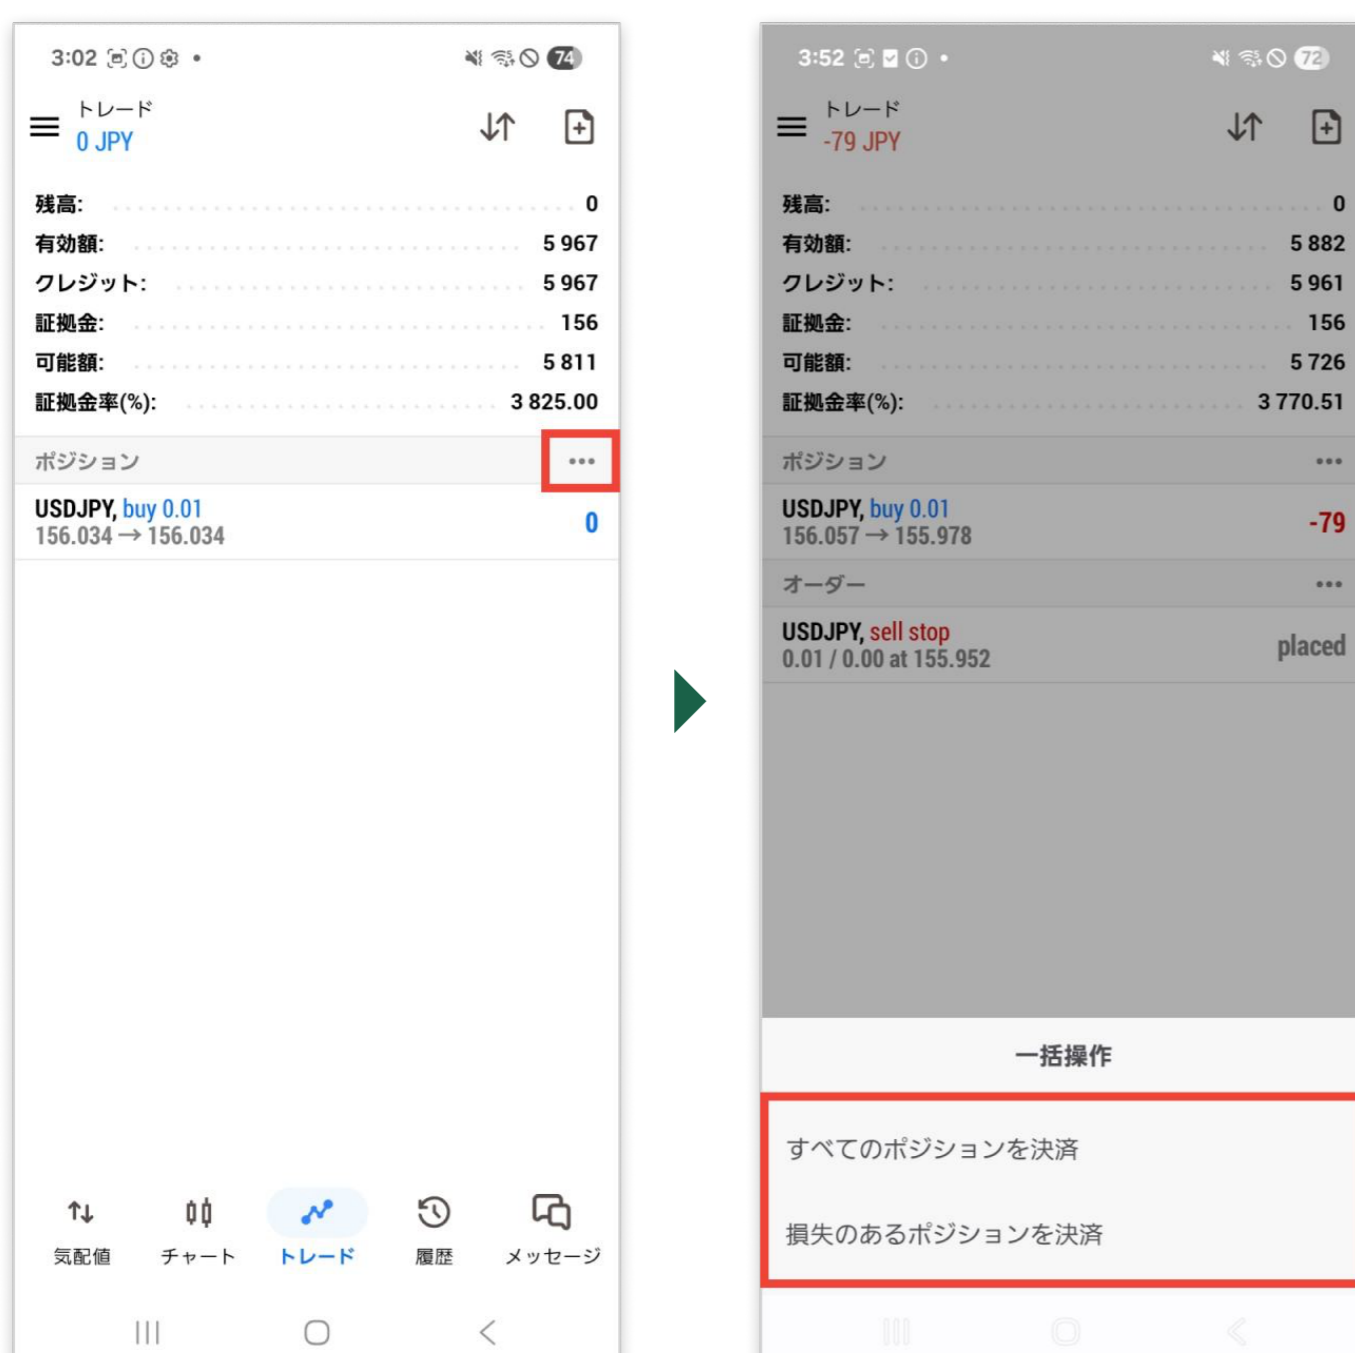 3:02
74
トレード
0 JPY
残高: 0
有効額: 5 967
クレジット: 5 967
証拠金: 156
可能額: 5 811
証拠金率(%): 3 825.00
ポジション
USDJPY, buy 0.01
156.034 → 156.034
0
気配値
チャート
トレード
履歴
メッセージ
3:52
72
トレード
-79 JPY
残高: 0
有効額: 5 882
クレジット: 5 961
証拠金: 156
可能額: 5 726
証拠金率(%): 3 770.51
ポジション
USDJPY, buy 0.01
156.057 → 155.978
-79
オーダー
USDJPY, sell stop
0.01 / 0.00 at 155.952
placed
一括操作
すべてのポジションを決済
損失のあるポジションを決済